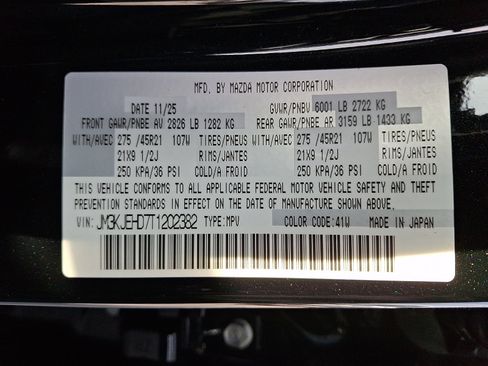 MFD. BY MAZDA MOTOR CORPORATION
DATE 11/25 GVWR/PNBV 6001 LB 2722 KG
FRONT GAWR/PNBE AV 2826 LB 1282 KG REAR GAWR/PNBE AR 3159 LB 1433 KG
WITH/AVEC 275 /45R21 107W TIRES/PNEUS WITH/AVEC 275 /45R21 107W TIRES/PNEUS
21X9 1/2J RIMS/JANTES 21X9 1/2J RIMS/JANTES
250 KPA/36 PSI COLD/A FROID 250 KPA/36 PSI COLD/A FROID
THIS VEHICLE CONFORMS TO ALL APPLICABLE FEDERAL MOTOR VEHICLE SAFETY AND THEFT
PREVENTION STANDARDS IN EFFECT ON THE DATE OF MANUFACTURE SHOWN ABOVE.
VIN: JM3KJEHD7T1202382 TYPE:MPV COLOR CODE:41W MADE IN JAPAN